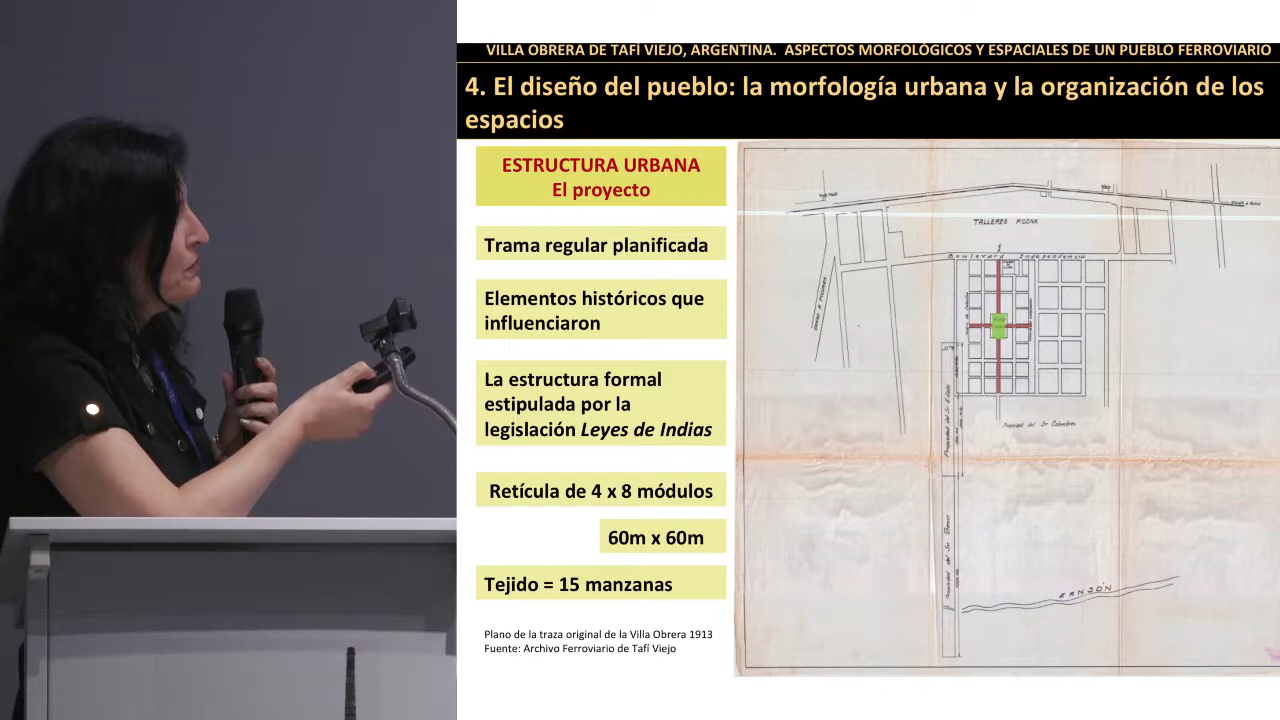 VILLA OBRERA DE TAFÍ VIEJO, ARGENTINA. ASPECTOS MORFOLÓGICOS Y ESPACIALES DE UN PUEBLO FERROVIARIO
4. El diseño del pueblo: la morfología urbana y la organización de los
espacios
ESTRUCTURA URBANA
El proyecto
Trama regular planificada
Elementos históricos que
influenciaron
La estructura formal
estipulada por la
legislación Leyes de Indias
Retícula de 4 x 8 módulos
60m x 60m
Tejido = 15 manzanas
Plano de la traza original de la Villa Obrera 1913
Fuente: Archivo Ferroviario de Tafí Viejo
TALLERES F.C.C.N.A.
Boulevard Independencia
Propiedad del Sr Colombres
ZANJÓN